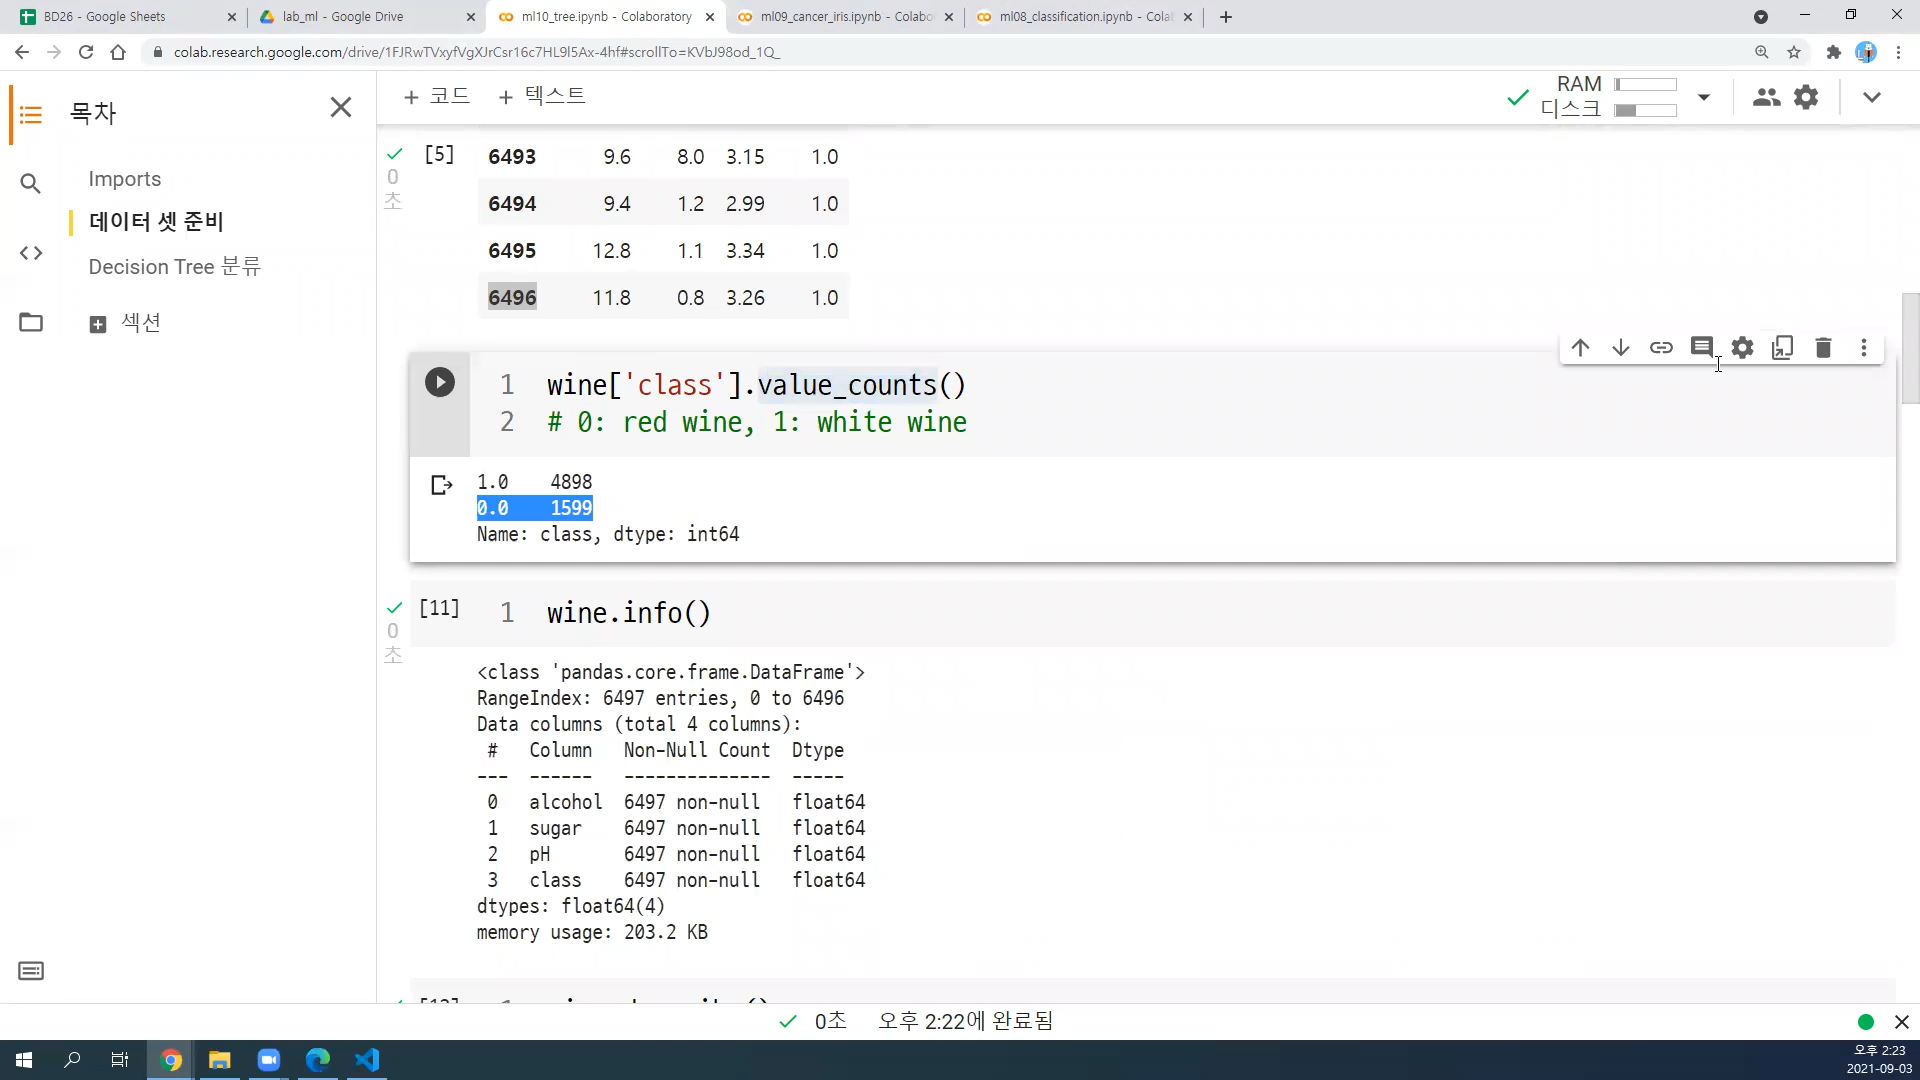 BD26 - Google Sheets
lab_ml - Google Drive
ml10_tree.ipynb - Colaboratory
ml09_cancer_iris.ipynb - Colabo
ml08_classification.ipynb - Cola
colab.research.google.com/drive/1FJRwTVxyfVgXJrCsr16c7HL9l5Ax-4hf#scrollTo=KVbJ98od_1Q_
목차
+ 코드 + 텍스트
RAM
디스크
Imports
데이터 셋 준비
Decision Tree 분류
섹션
[5]
0
초
6493 9.6 8.0 3.15 1.0
6494 9.4 1.2 2.99 1.0
6495 12.8 1.1 3.34 1.0
6496 11.8 0.8 3.26 1.0
1 wine['class'].value_counts()
2 # 0: red wine, 1: white wine
1.0 4898
0.0 1599
Name: class, dtype: int64
[11] 1 wine.info()
0
초
<class 'pandas.core.frame.DataFrame'>
RangeIndex: 6497 entries, 0 to 6496
Data columns (total 4 columns):
# Column Non-Null Count Dtype
--- ------ -------------- -----
0 alcohol 6497 non-null float64
1 sugar 6497 non-null float64
2 pH 6497 non-null float64
3 class 6497 non-null float64
dtypes: float64(4)
memory usage: 203.2 KB
0초 오후 2:22에 완료됨
오후 2:23
2021-09-03